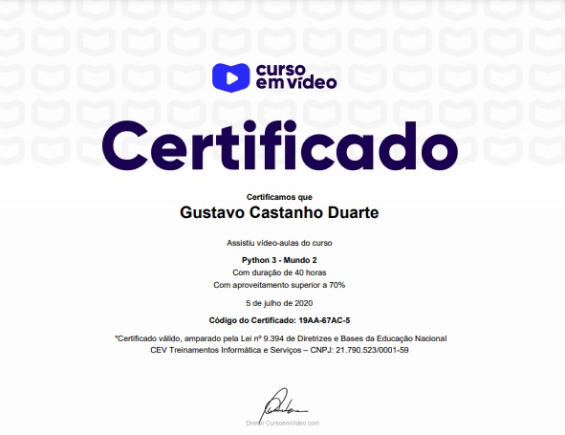 curso
em vídeo
Certificado
Certificamos que
Gustavo Castanho Duarte
Assistiu vídeo-aulas do curso
Python 3 - Mundo 2
Com duração de 40 horas
Com aproveitamento superior a 70%
5 de julho de 2020
Código do Certificado: 19AA-67AC-5
*Certificado válido, amparado pela Lei nº 9.394 de Diretrizes e Bases da Educação Nacional
CEV Treinamentos Informática e Serviços – CNPJ: 21.790.523/0001-59
Diretor CursoemVideo.com